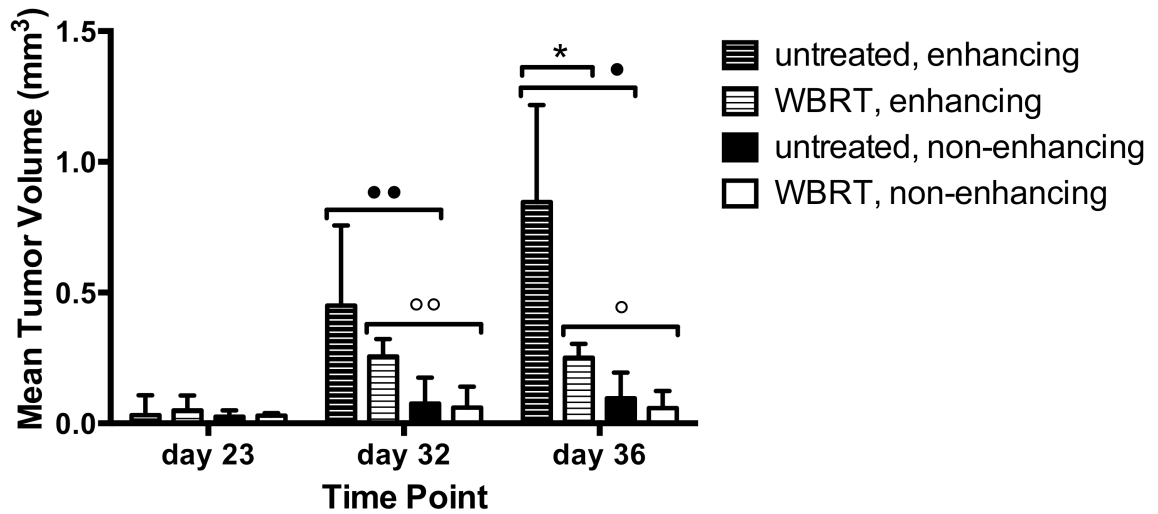 Mean Tumor Volume (mm³)
1.5
1.0
0.5
0.0
*
●
● ●
○ ○
○
day 23
day 32
day 36
Time Point
untreated, enhancing
WBRT, enhancing
untreated, non-enhancing
WBRT, non-enhancing